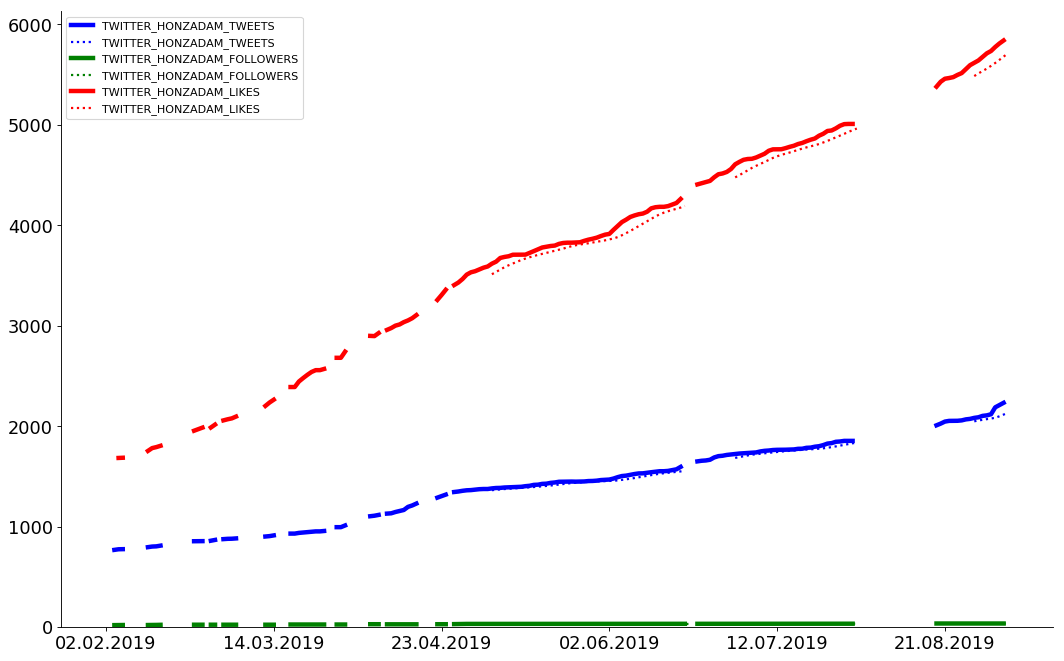 6000
5000
4000
3000
2000
1000
0
TWITTER_HONZADAM_TWEETS
TWITTER_HONZADAM_TWEETS
TWITTER_HONZADAM_FOLLOWERS
TWITTER_HONZADAM_FOLLOWERS
TWITTER_HONZADAM_LIKES
TWITTER_HONZADAM_LIKES
02.02.2019 14.03.2019 23.04.2019 02.06.2019 12.07.2019 21.08.2019